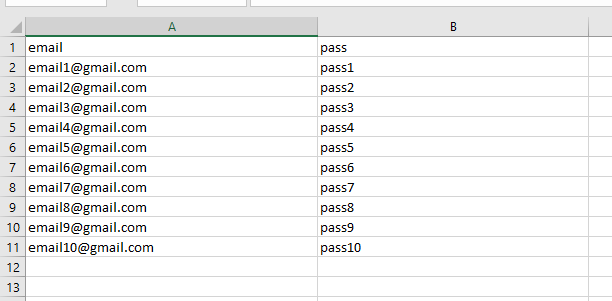 A B
1 email pass
2 email1@gmail.com pass1
3 email2@gmail.com pass2
4 email3@gmail.com pass3
5 email4@gmail.com pass4
6 email5@gmail.com pass5
7 email6@gmail.com pass6
8 email7@gmail.com pass7
9 email8@gmail.com pass8
10 email9@gmail.com pass9
11 email10@gmail.com pass10
12
13